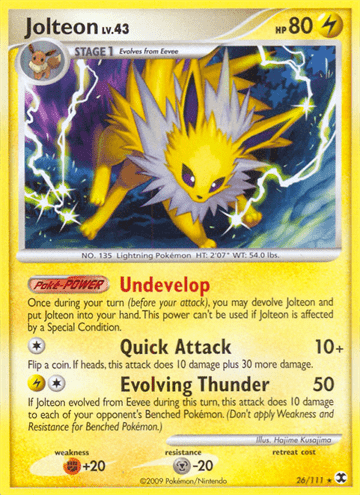 Jolteon LV.43 HP 80
STAGE 1 Evolves from Eevee
NO. 135 Lightning Pokémon HT: 2'07" WT: 54.0 lbs.
Poké-POWER Undevelop
Once during your turn (before your attack), you may devolve Jolteon and
put Jolteon into your hand. This power can't be used if Jolteon is affected
by a Special Condition.
Quick Attack 10+
Flip a coin. If heads, this attack does 10 damage plus 30 more damage.
Evolving Thunder 50
If Jolteon evolved from Eevee during this turn, this attack does 10 damage
to each of your opponent's Benched Pokémon. (Don't apply Weakness and
Resistance for Benched Pokémon.)
Illus. Hajime Kusajima
weakness resistance retreat cost
+20 -20
26/111 ★
©2009 Pokémon/Nintendo